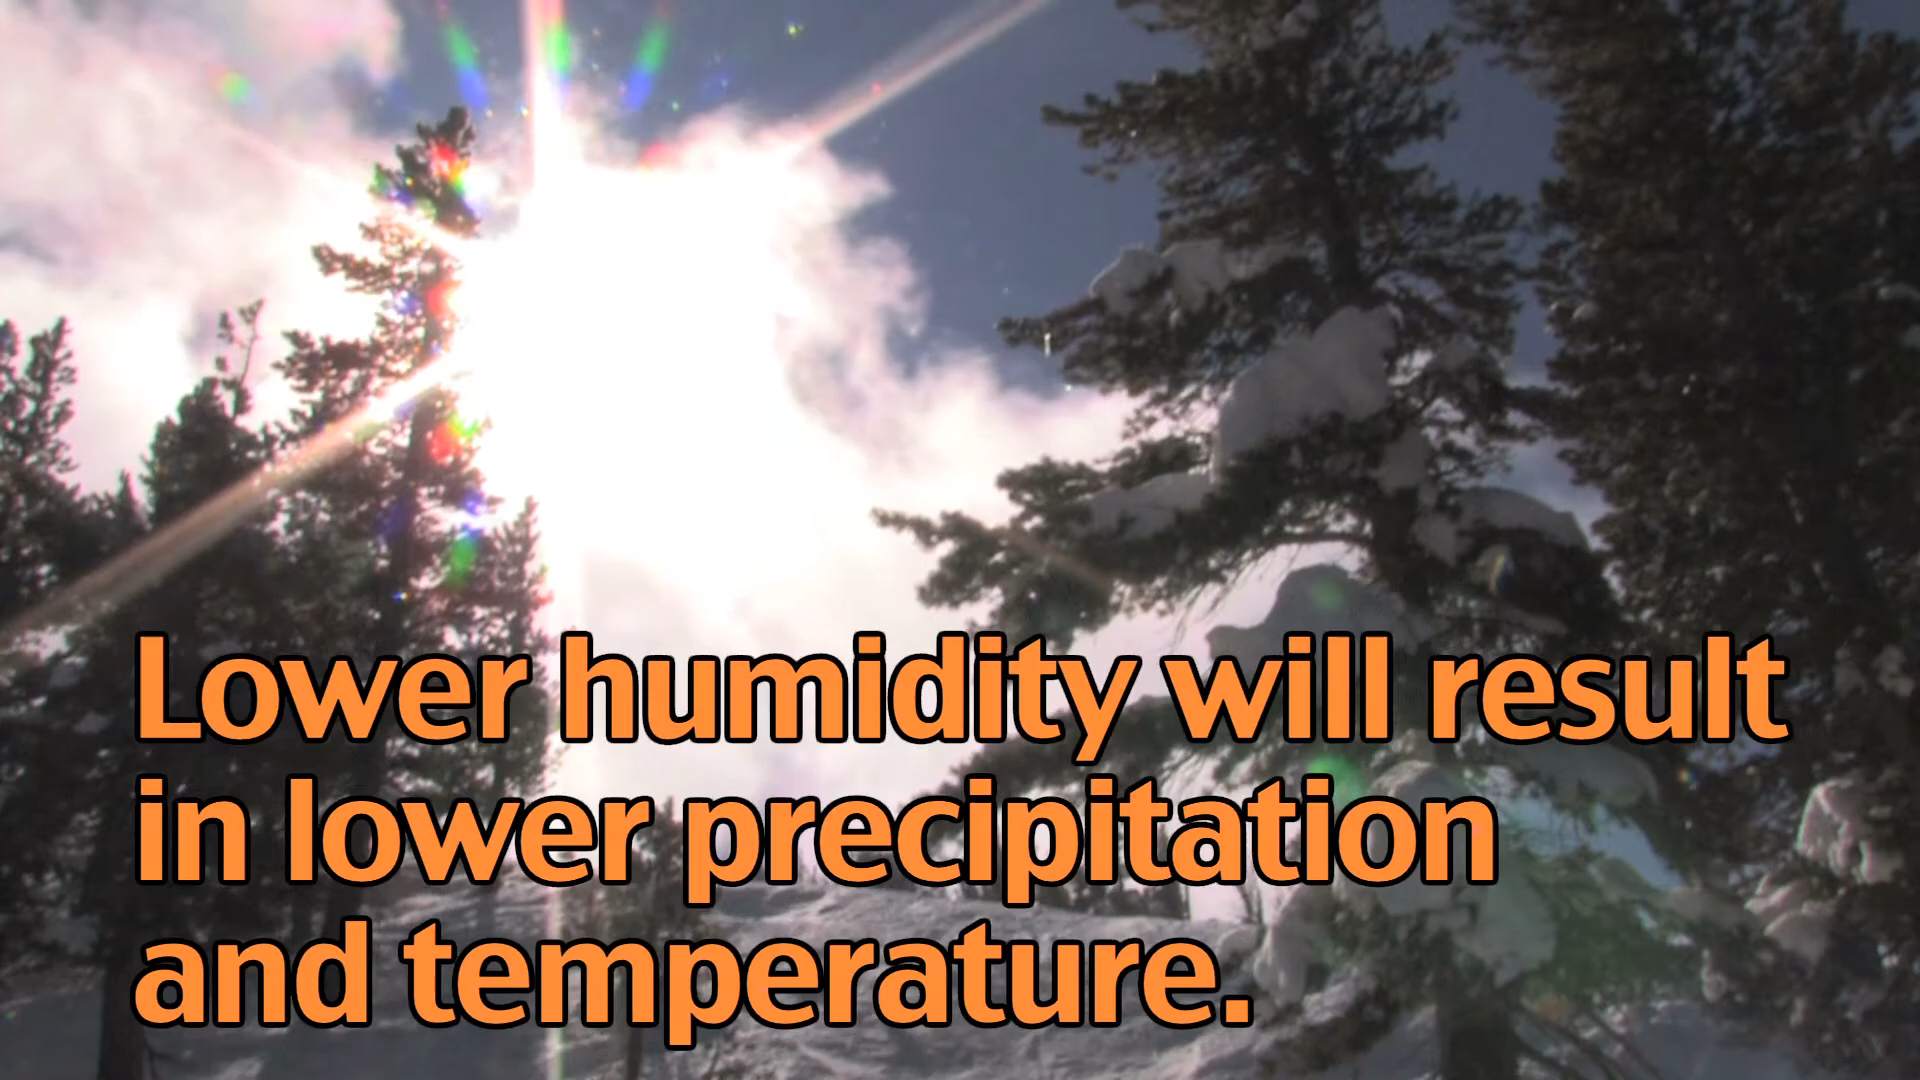 Lower humidity will result
in lower precipitation
and temperature.